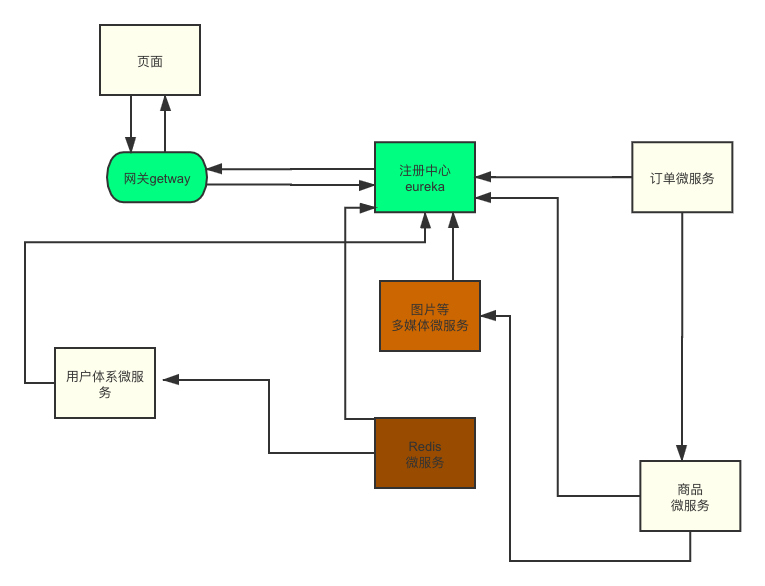 页面
网关getway
注册中心
eureka
订单微服务
图片等
多媒体微服务
用户体系微服
务
Redis
微服务
商品
微服务